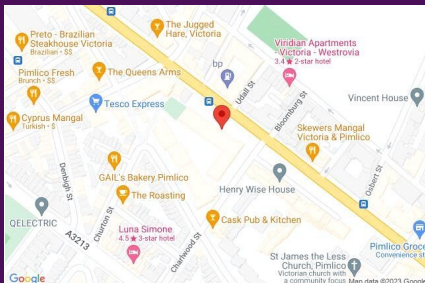 The Jugged
Hare, Victoria
Preto - Brazilian
Steakhouse Victoria
Brazilian • $$
Viridian Apartments
- Victoria - Westrovia
3.4 ★ 2-star hotel
bp
Pimlico Fresh
Brunch • $$
The Queens Arms
Udall St
Vincent House
Tesco Express
Bloomburg St
Cyprus Mangal
Turkish • $
Skewers Mangal
Victoria & Pimlico
GAIL's Bakery Pimlico
Denbigh St
Osbert St
Henry Wise House
The Roasting
QELECTRIC
Churton St
Cask Pub & Kitchen
A3213
Luna Simone
4.5 ★ 3-star hotel
Charlwood St
Pimlico Groce
Convenience st
St James the Less
Church, Pimlico
Victorian church with
a community focus
Google
Map data ©2023 Google